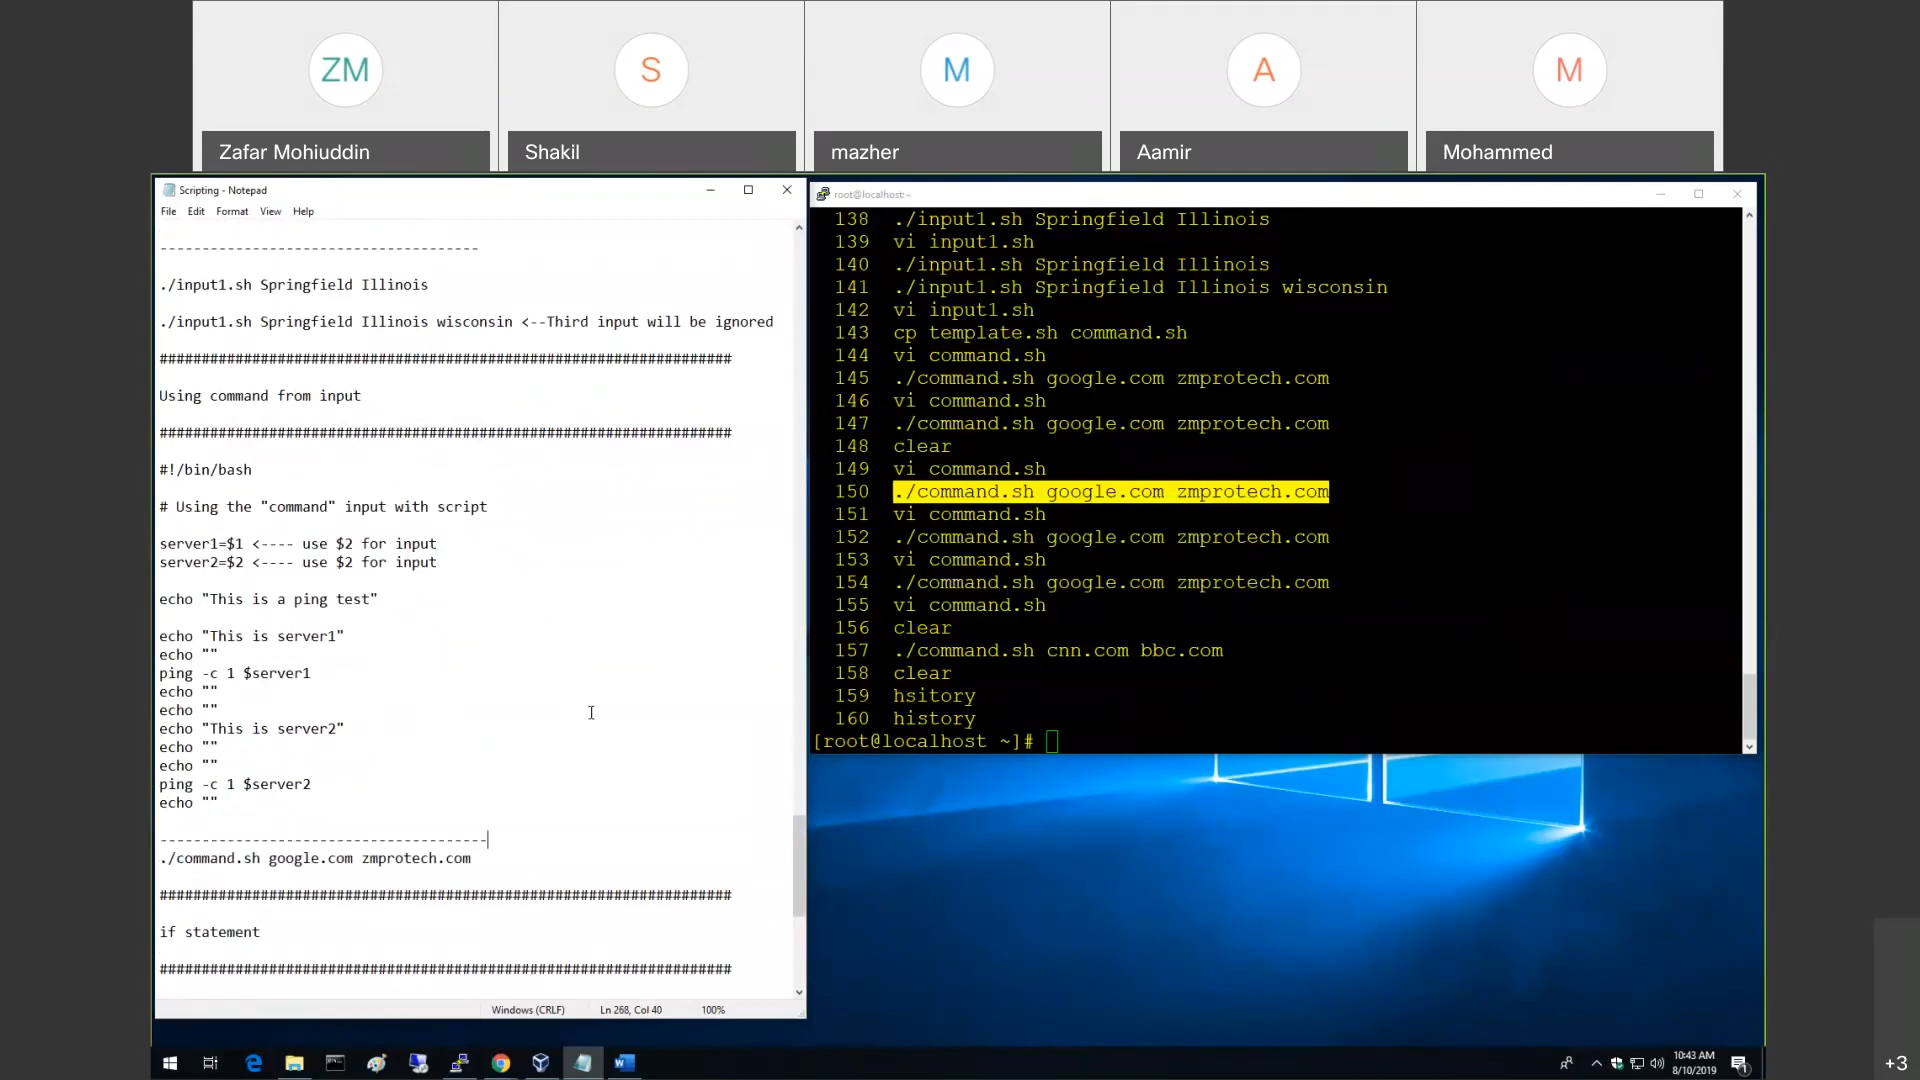 ZM
S
M
A
M
Zafar Mohiuddin
Shakil
mazher
Aamir
Mohammed
Scripting - Notepad
File Edit Format View Help
--------------------------------------
./input1.sh Springfield Illinois
./input1.sh Springfield Illinois wisconsin <--Third input will be ignored
####################################################################
Using command from input
####################################################################
#!/bin/bash
# Using the "command" input with script
server1=$1 <---- use $2 for input
server2=$2 <---- use $2 for input
echo "This is a ping test"
echo "This is server1"
echo ""
ping -c 1 $server1
echo ""
echo ""
echo "This is server2"
echo ""
echo ""
ping -c 1 $server2
echo ""
---------------------------------------
./command.sh google.com zmprotech.com
####################################################################
if statement
####################################################################
Windows (CRLF) Ln 268, Col 40 100%
root@localhost:~
138 ./input1.sh Springfield Illinois
139 vi input1.sh
140 ./input1.sh Springfield Illinois
141 ./input1.sh Springfield Illinois wisconsin
142 vi input1.sh
143 cp template.sh command.sh
144 vi command.sh
145 ./command.sh google.com zmprotech.com
146 vi command.sh
147 ./command.sh google.com zmprotech.com
148 clear
149 vi command.sh
150 ./command.sh google.com zmprotech.com
151 vi command.sh
152 ./command.sh google.com zmprotech.com
153 vi command.sh
154 ./command.sh google.com zmprotech.com
155 vi command.sh
156 clear
157 ./command.sh cnn.com bbc.com
158 clear
159 hsitory
160 history
[root@localhost ~]#
10:43 AM
8/10/2019
1
+3